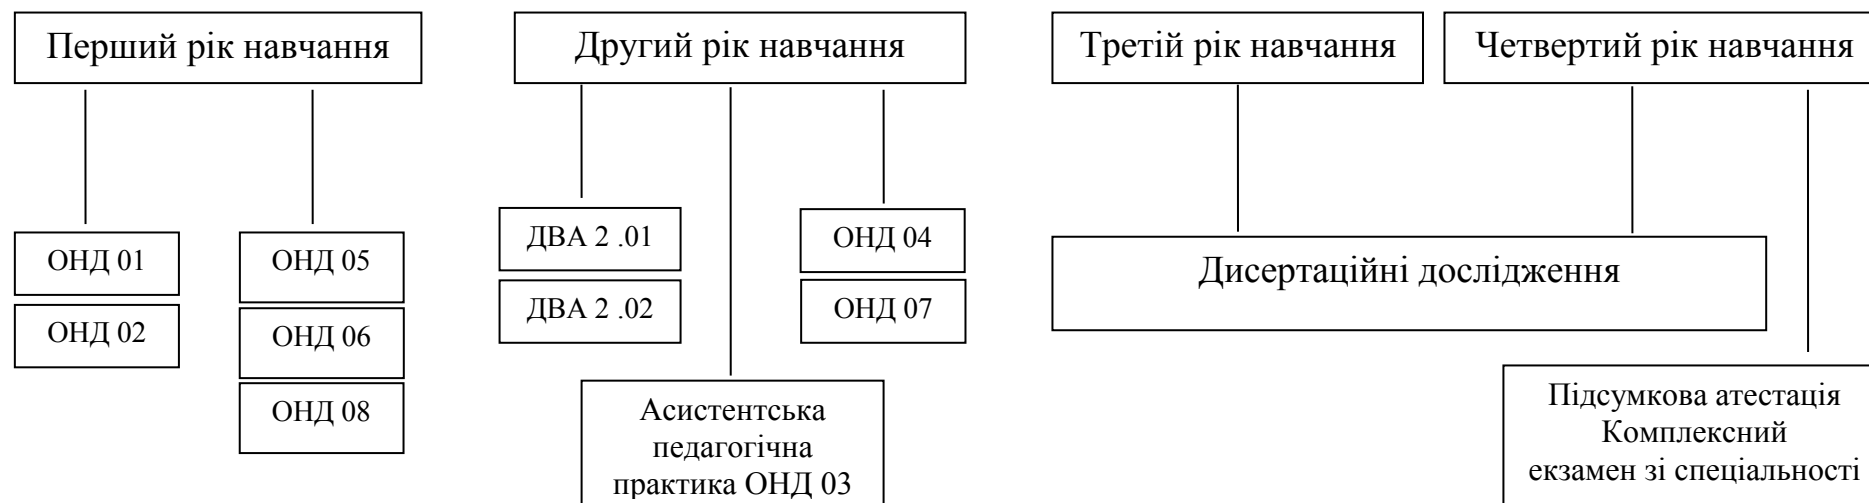 Перший рік навчання
Другий рік навчання
Третій рік навчання
Четвертий рік навчання
ОНД 01
ОНД 02
ОНД 05
ОНД 06
ОНД 08
ДВА 2 .01
ДВА 2 .02
ОНД 04
ОНД 07
Асистентська
педагогічна
практика ОНД 03
Дисертаційні дослідження
Підсумкова атестація
Комплексний
екзамен зі спеціальності